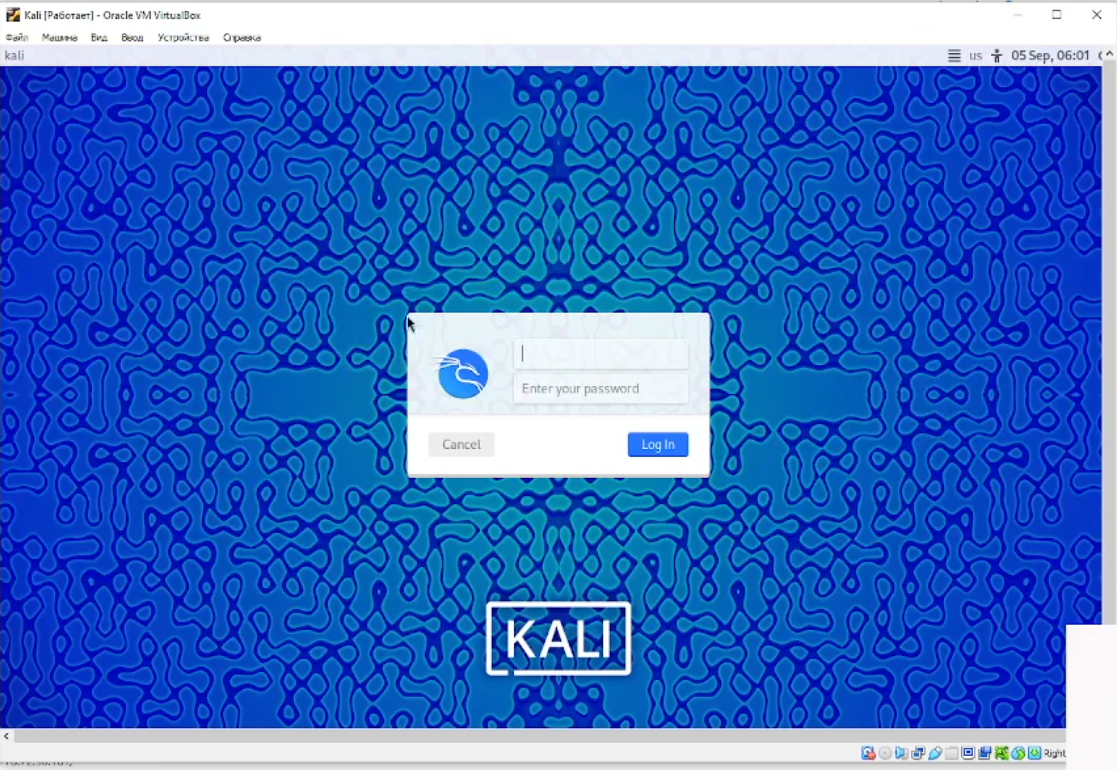 Kali [Работает] - Oracle VM VirtualBox
Файл Машина Вид Ввод Устройства Справка
kali us 05 Sep, 06:01
Enter your password
Cancel Log In
KALI
Right